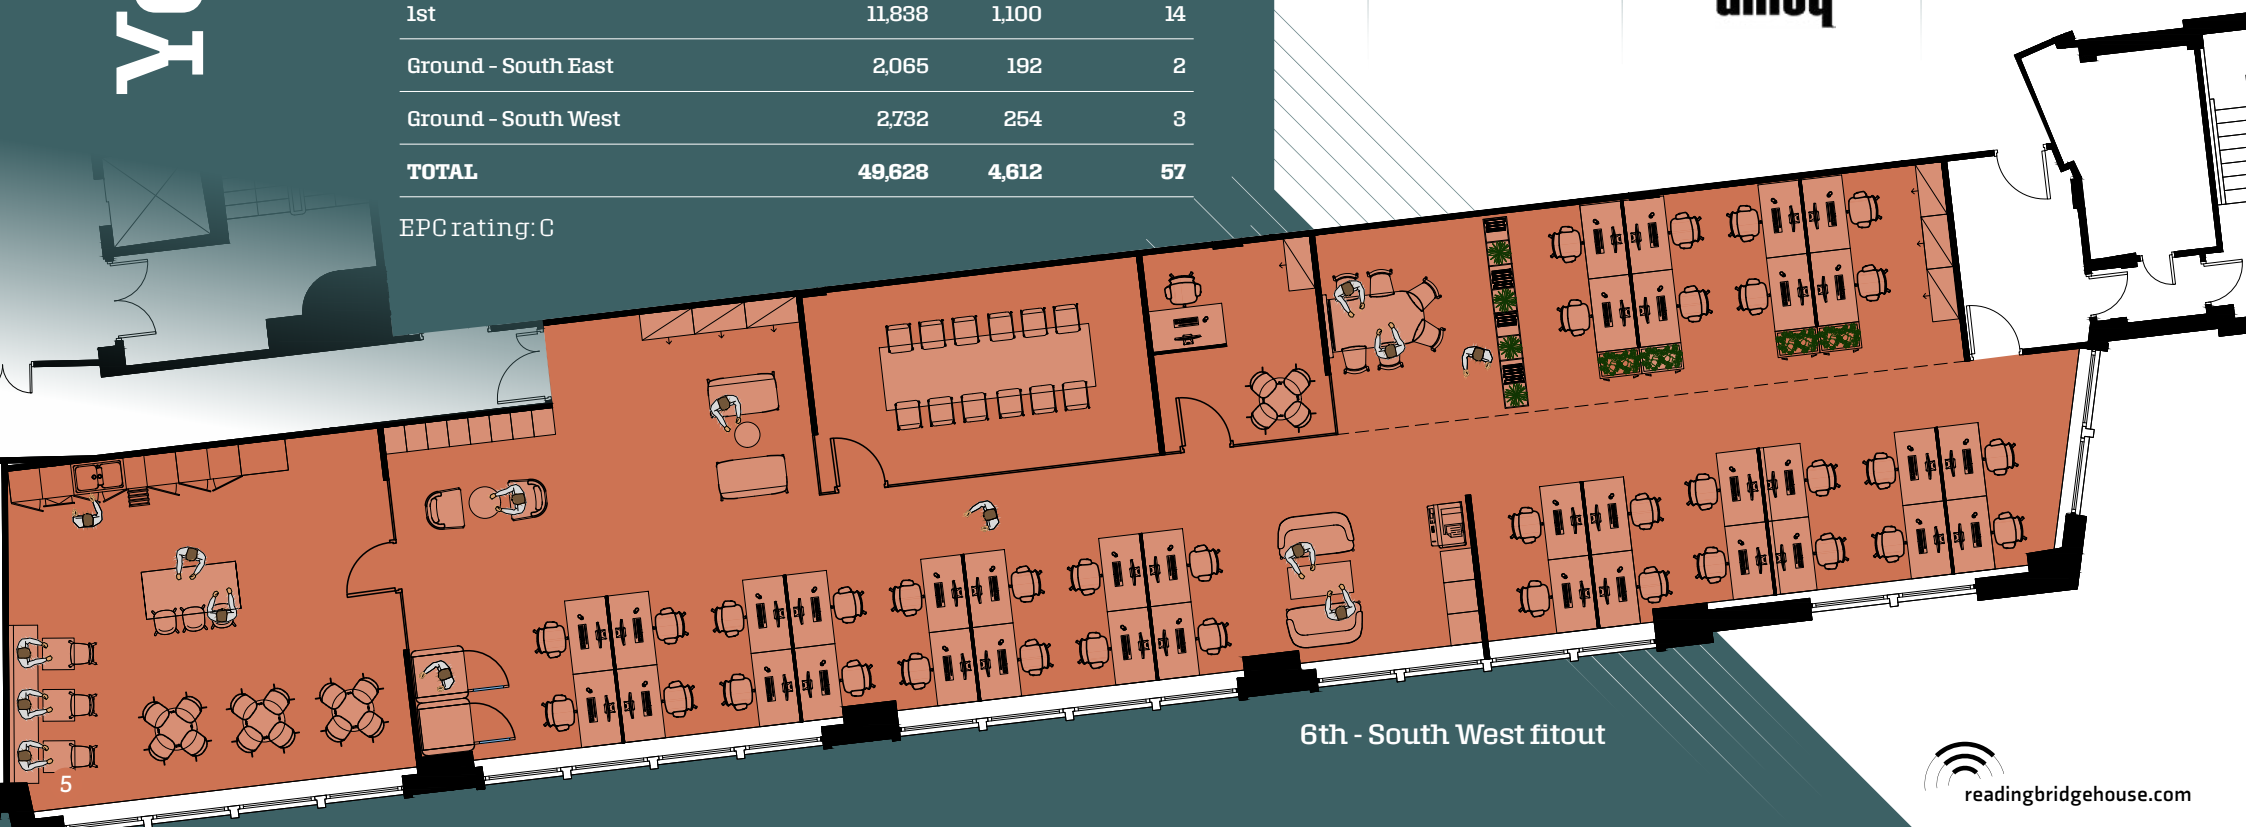 1st 11,838 1,100 14
Ground - South East 2,065 192 2
Ground - South West 2,732 254 3
TOTAL 49,628 4,612 57
EPC rating: C
6th - South West fitout
5
readingbridgehouse.com